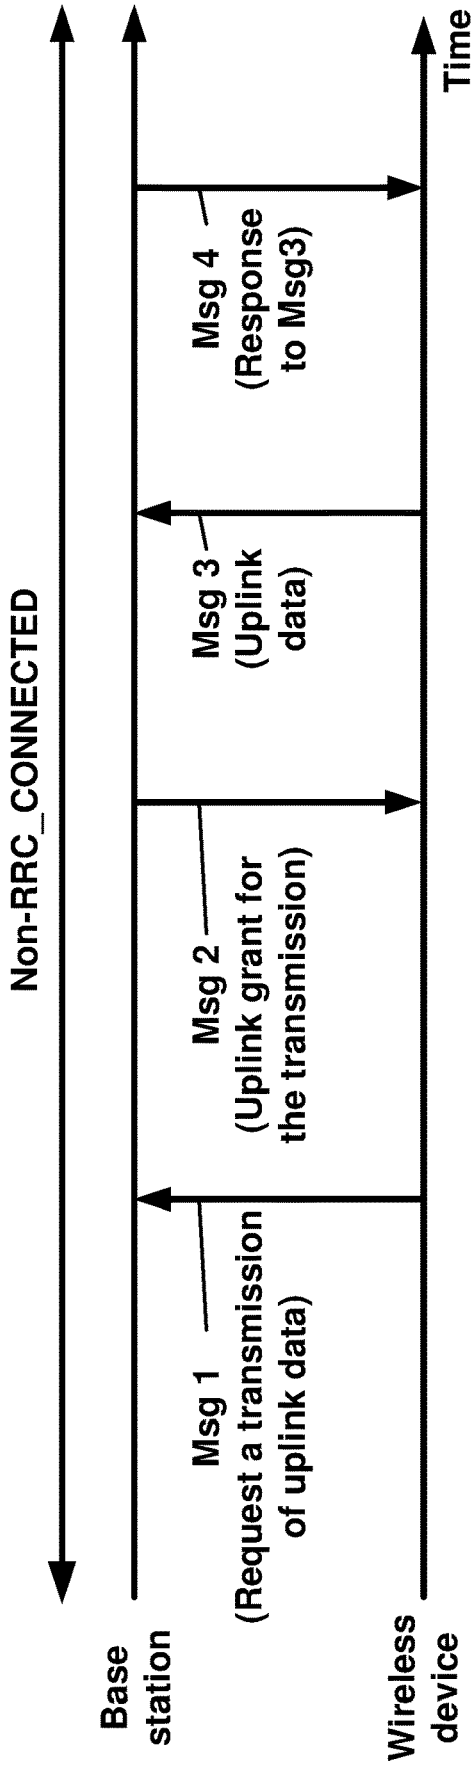 Non-RRC_CONNECTED
Base
station
Msg 1
(Request a transmission
of uplink data)
Msg 2
(Uplink grant for
the transmission)
Msg 3
(Uplink
data)
Msg 4
(Response
to Msg3)
Wireless
device
Time